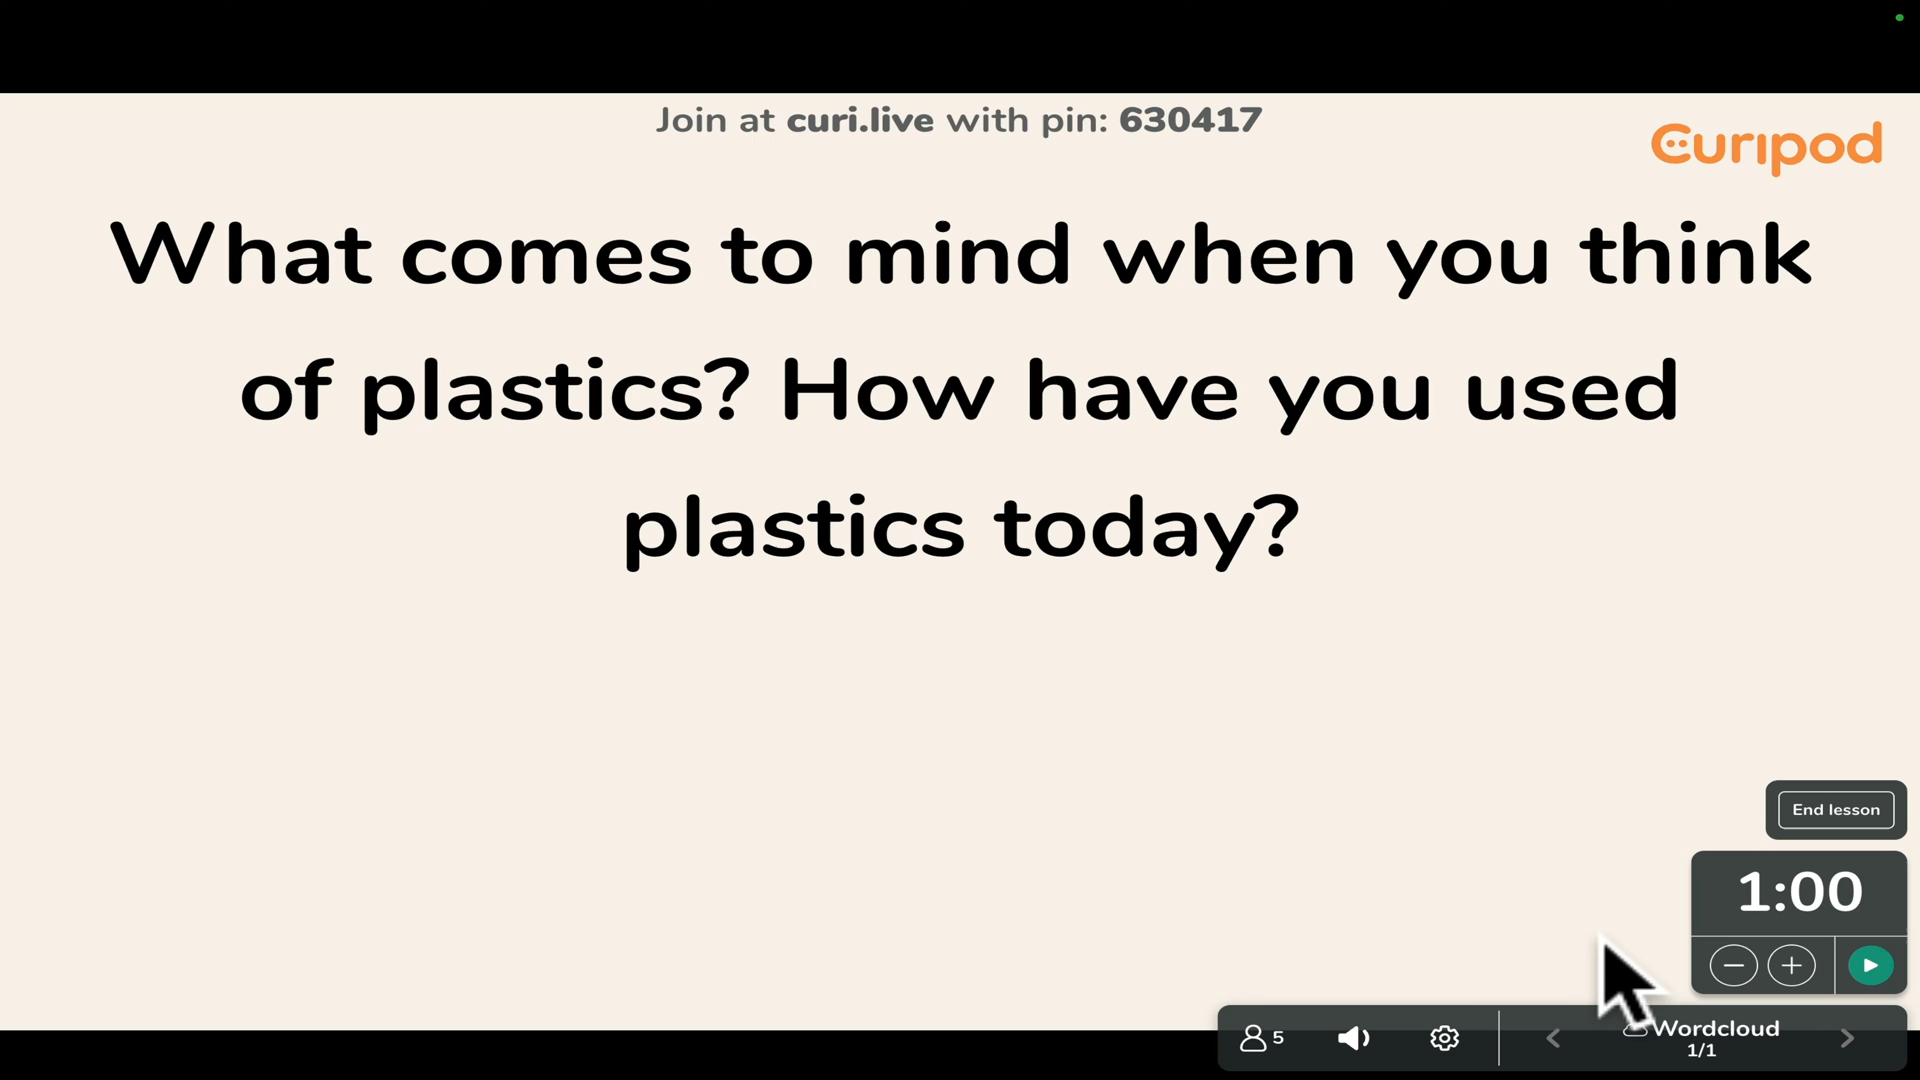 Join at curi.live with pin: 630417
Curipod
What comes to mind when you think
of plastics? How have you used
plastics today?
End lesson
1:00
5
Wordcloud
1/1